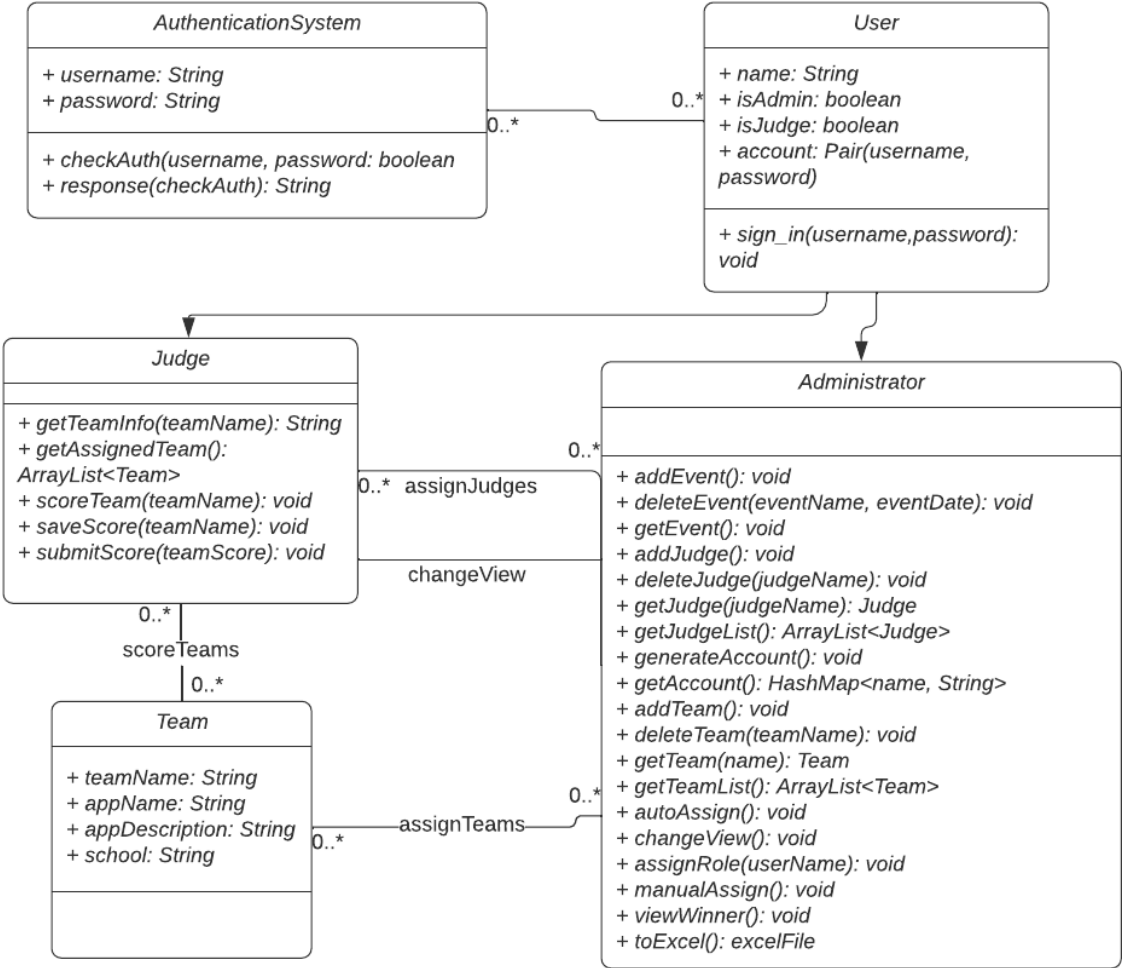 AuthenticationSystem
+ username: String
+ password: String
+ checkAuth(username, password: boolean
+ response(checkAuth): String
0..*
0..*
User
+ name: String
+ isAdmin: boolean
+ isJudge: boolean
+ account: Pair(username,
password)
+ sign_in(username,password):
void
Judge
+ getTeamInfo(teamName): String
+ getAssignedTeam():
ArrayList<Team>
+ scoreTeam(teamName): void
+ saveScore(teamName): void
+ submitScore(teamScore): void
0..*
0..*
assignJudges
changeView
Administrator
+ addEvent(): void
+ deleteEvent(eventName, eventDate): void
+ getEvent(): void
+ addJudge(): void
+ deleteJudge(judgeName): void
+ getJudge(judgeName): Judge
+ getJudgeList(): ArrayList<Judge>
+ generateAccount(): void
+ getAccount(): HashMap<name, String>
+ addTeam(): void
+ deleteTeam(teamName): void
+ getTeam(name): Team
+ getTeamList(): ArrayList<Team>
+ autoAssign(): void
+ changeView(): void
+ assignRole(userName): void
+ manualAssign(): void
+ viewWinner(): void
+ toExcel(): excelFile
0..*
scoreTeams
0..*
Team
+ teamName: String
+ appName: String
+ appDescription: String
+ school: String
0..*
assignTeams
0..*